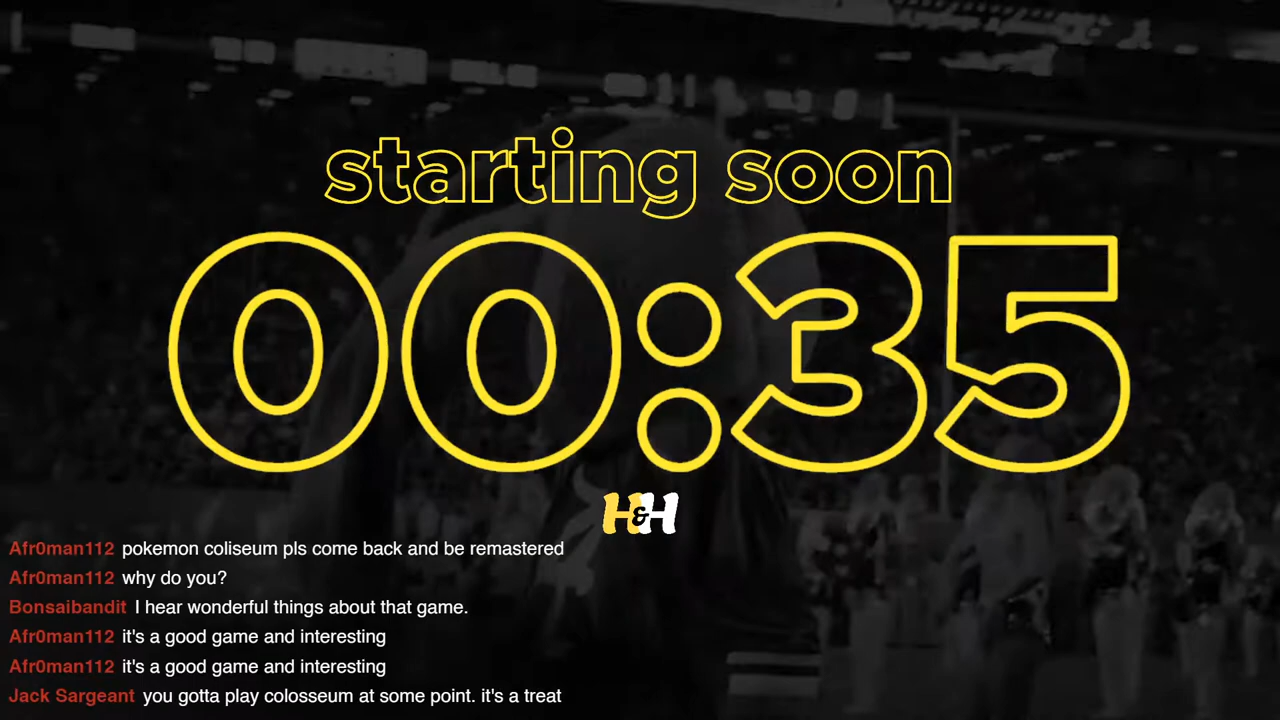 starting soon
00:35
H&H
Afr0man112 pokemon coliseum pls come back and be remastered
Afr0man112 why do you?
Bonsaibandit I hear wonderful things about that game.
Afr0man112 it's a good game and interesting
Afr0man112 it's a good game and interesting
Jack Sargeant you gotta play colosseum at some point. it's a treat